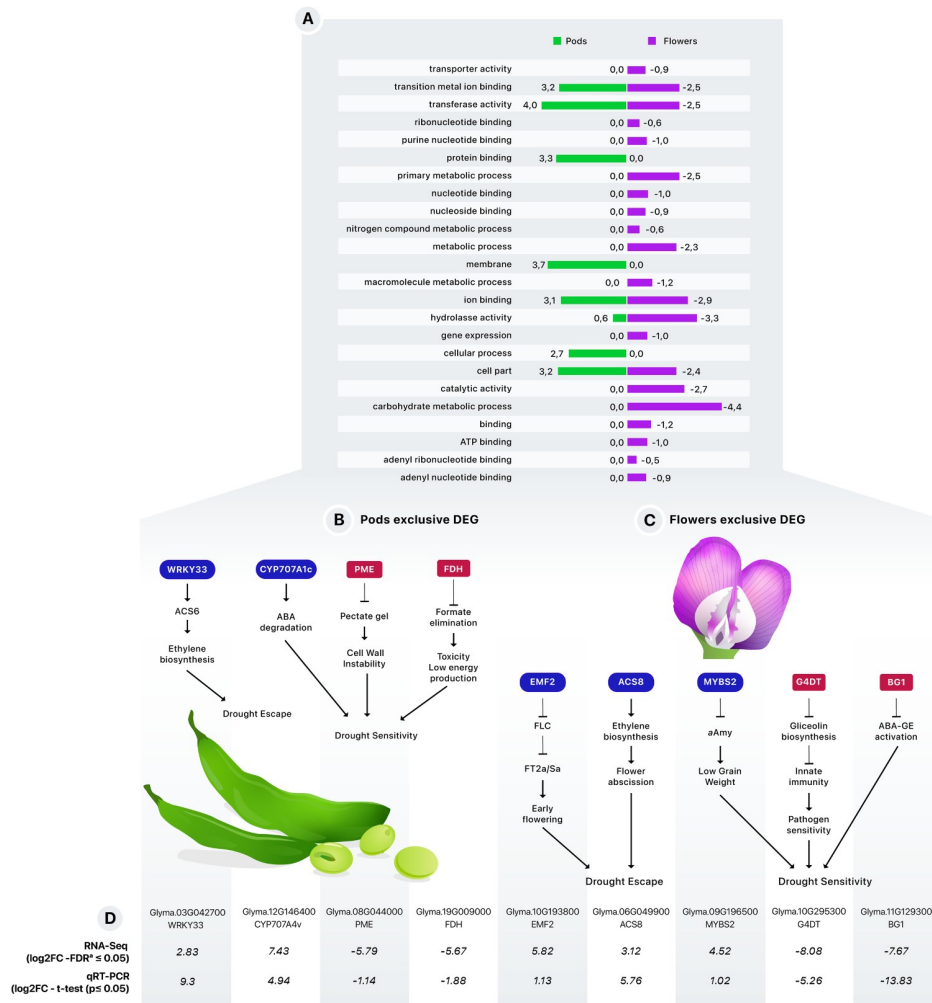 A
Pods Flowers
transporter activity 0,0 -0,9
transition metal ion binding 3,2 -2,5
transferase activity 4,0 -2,5
ribonucleotide binding 0,0 -0,6
purine nucleotide binding 0,0 -1,0
protein binding 3,3 0,0
primary metabolic process 0,0 -2,5
nucleotide binding 0,0 -1,0
nucleoside binding 0,0 -0,9
nitrogen compound metabolic process 0,0 -0,6
metabolic process 0,0 -2,3
membrane 3,7 0,0
macromolecule metabolic process 0,0 -1,2
ion binding 3,1 -2,9
hydrolasse activity 0,6 -3,3
gene expression 0,0 -1,0
cellular process 2,7 0,0
cell part 3,2 -2,4
catalytic activity 0,0 -2,7
carbohydrate metabolic process 0,0 -4,4
binding 0,0 -1,2
ATP binding 0,0 -1,0
adenyl ribonucleotide binding 0,0 -0,5
adenyl nucleotide binding 0,0 -0,9
B Pods exclusive DEG
WRKY33 CYP707A1c PME FDH
ACS6
Ethylene
biosynthesis
ABA
degradation
Pectate gel
Cell Wall
Instability
Formate
elimination
Toxicity
Low energy
production
Drought Escape
Drought Sensitivity
C Flowers exclusive DEG
EMF2 ACS8 MYBS2 G4DT BG1
FLC
FT2a/Sa
Early
flowering
Ethylene
biosynthesis
Flower
abscission
aAmy
Low Grain
Weight
Gliceolin
biosynthesis
Innate
immunity
Pathogen
sensitivity
ABA-GE
activation
Drought Escape
Drought Sensitivity
D
Glyma.03G042700 Glyma.12G146400 Glyma.08G044000 Glyma.19G009000 Glyma.10G193800 Glyma.06G049900 Glyma.09G196500 Glyma.10G295300 Glyma.11G129300
WRKY33 CYP707A4v PME FDH EMF2 ACS8 MYBS2 G4DT BG1
RNA-Seq
(log2FC -FDRª ≤ 0.05) 2.83 7.43 -5.79 -5.67 5.82 3.12 4.52 -8.08 -7.67
qRT-PCR
(log2FC - t-test (p≤ 0.05) 9.3 4.94 -1.14 -1.88 1.13 5.76 1.02 -5.26 -13.83